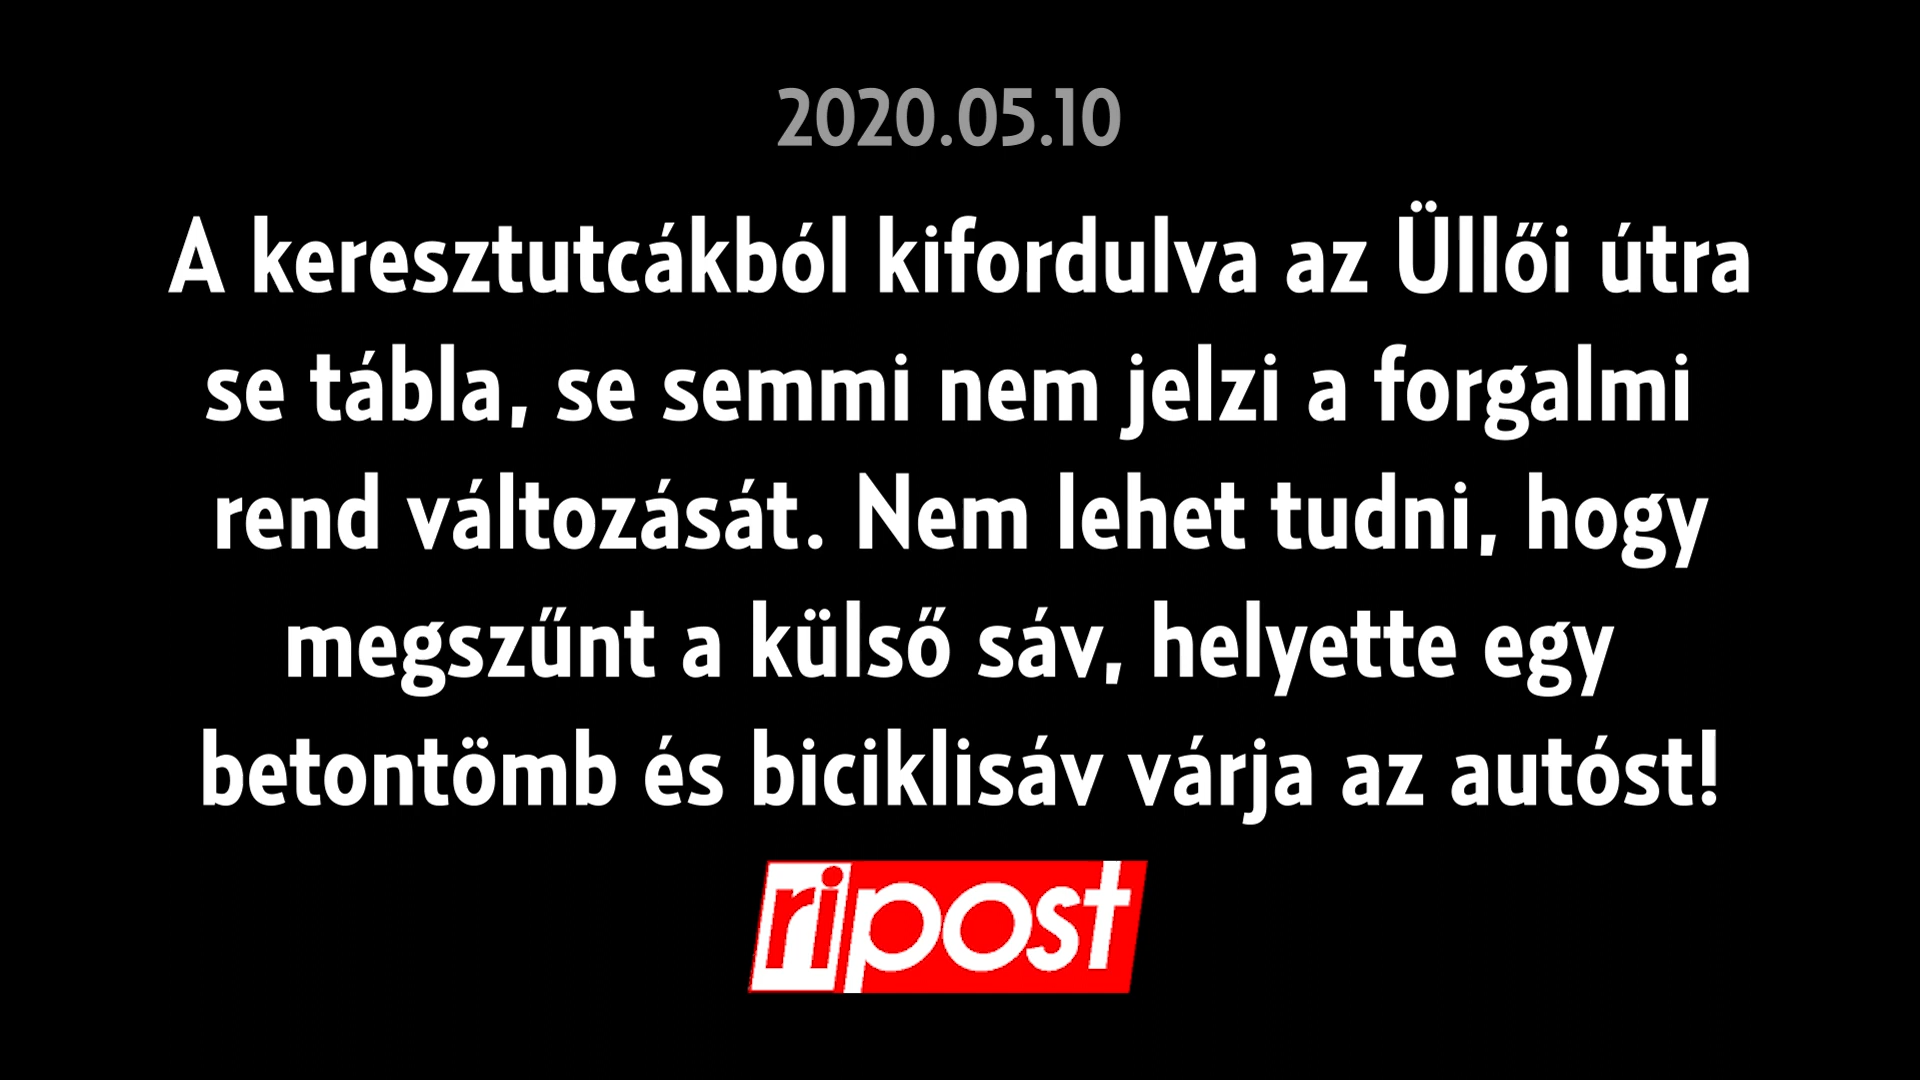 2020.05.10
A keresztutcákból kifordulva az Üllői útra
se tábla, se semmi nem jelzi a forgalmi
rend változását. Nem lehet tudni, hogy
megszűnt a külső sáv, helyette egy
betontömb és biciklisáv várja az autóst!
ripost